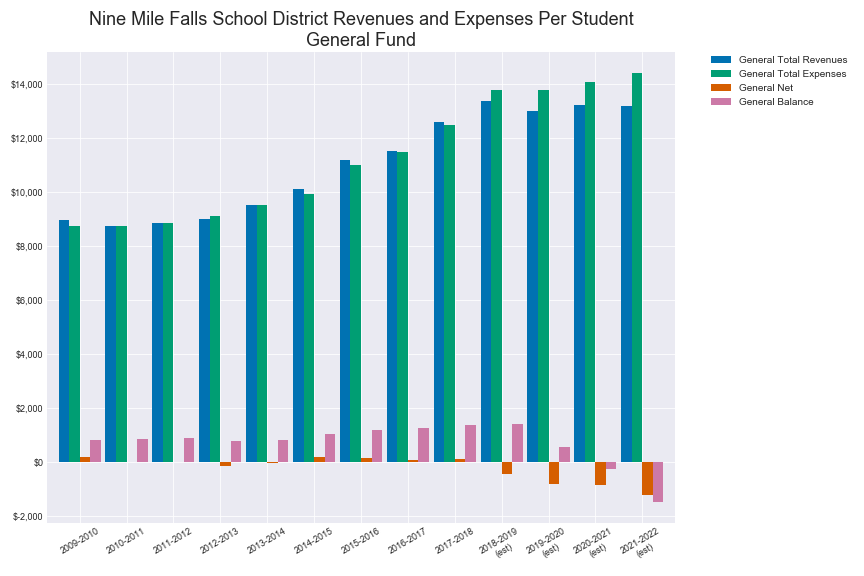 Nine Mile Falls School District Revenues and Expenses Per Student
General Fund
General Total Revenues
General Total Expenses
General Net
General Balance
$14,000
$12,000
$10,000
$8,000
$6,000
$4,000
$2,000
$0
$-2,000
2009-2010
2010-2011
2011-2012
2012-2013
2013-2014
2014-2015
2015-2016
2016-2017
2017-2018
2018-2019
(est)
2019-2020
(est)
2020-2021
(est)
2021-2022
(est)